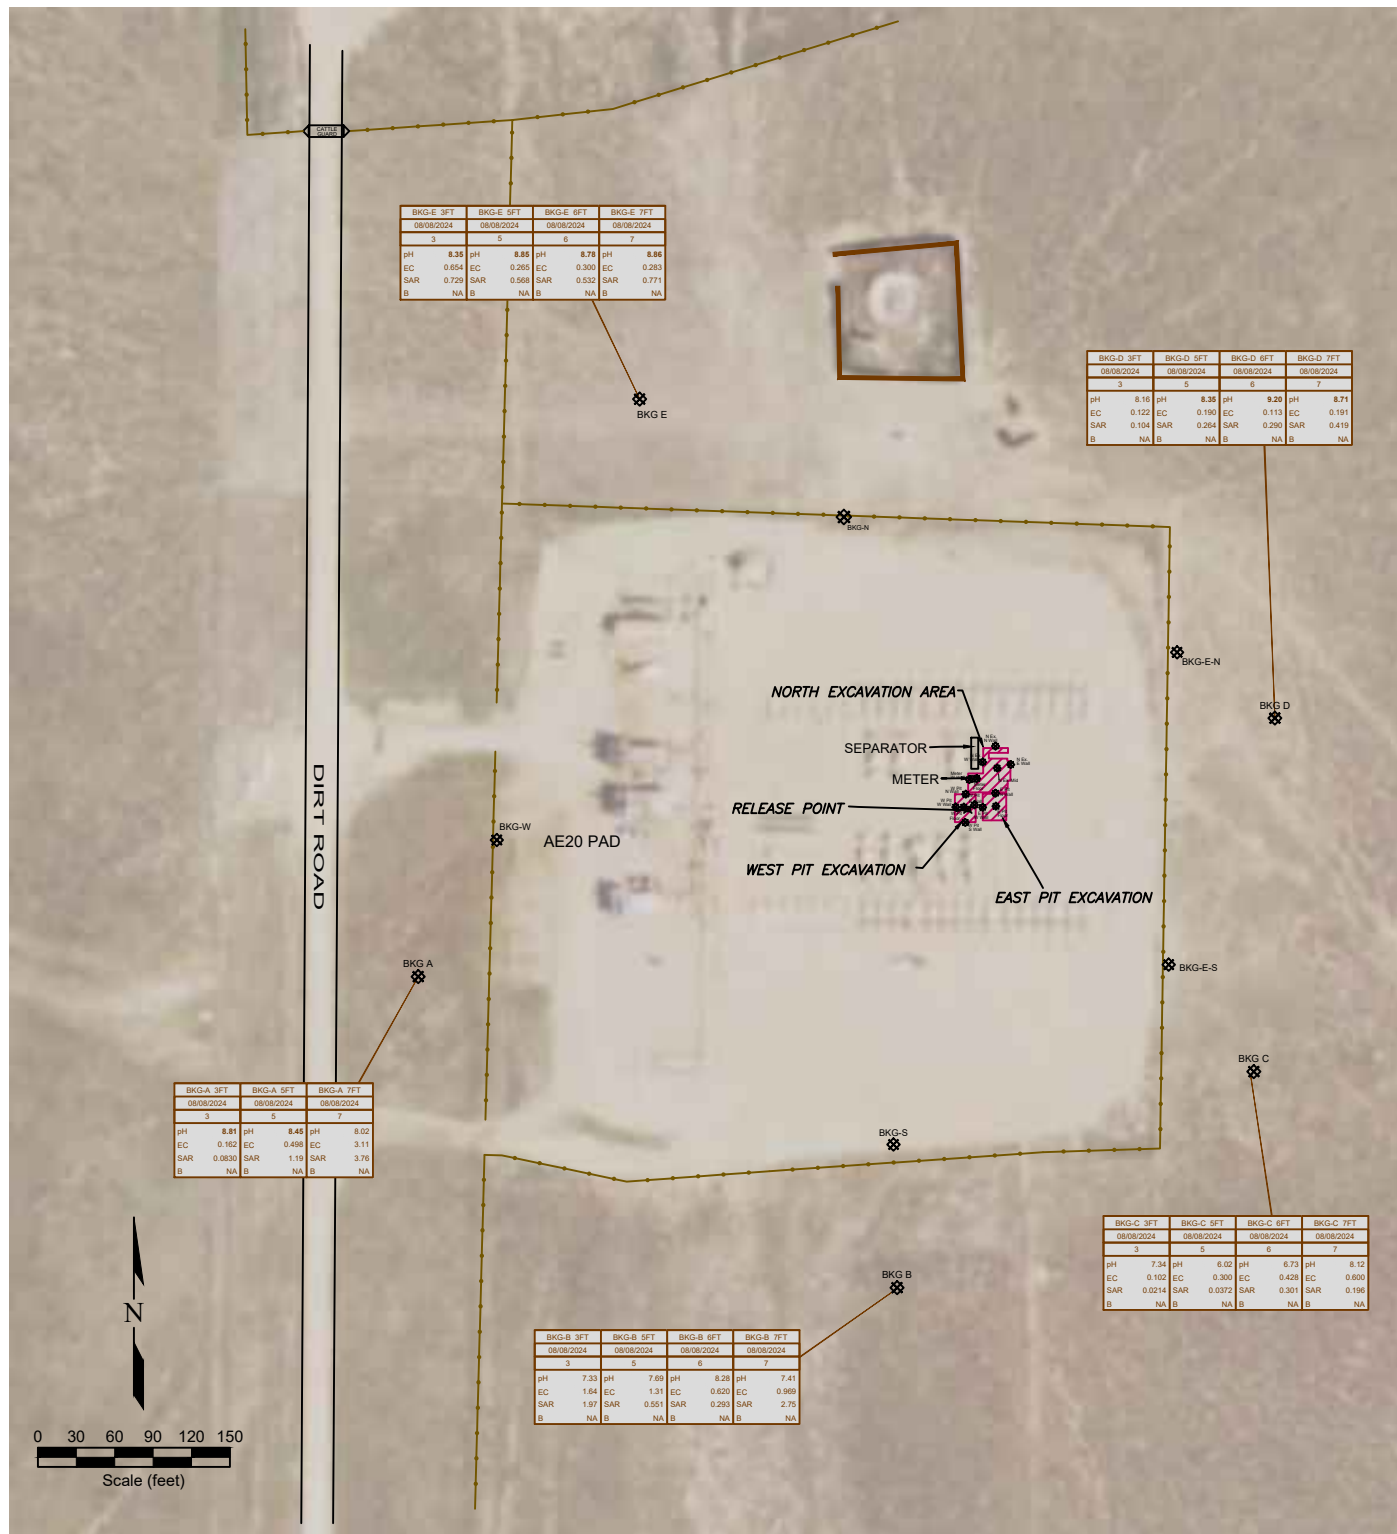 CATTLE
GUARD
BKG-E 3FT BKG-E 5FT BKG-E 6FT BKG-E 7FT
08/08/2024 08/08/2024 08/08/2024 08/08/2024
3 5 6 7
pH 8.35 pH 8.85 pH 8.78 pH 8.86
EC 0.654 EC 0.265 EC 0.300 EC 0.283
SAR 0.729 SAR 0.568 SAR 0.532 SAR 0.771
B NA B NA B NA B NA
BKG E
BKG-D 3FT BKG-D 5FT BKG-D 6FT BKG-D 7FT
08/08/2024 08/08/2024 08/08/2024 08/08/2024
3 5 6 7
pH 8.16 pH 8.35 pH 9.20 pH 8.71
EC 0.122 EC 0.190 EC 0.113 EC 0.191
SAR 0.104 SAR 0.264 SAR 0.290 SAR 0.419
B NA B NA B NA B NA
BKG-N
BKG-E-N
BKG D
NORTH EXCAVATION AREA
SEPARATOR
METER
RELEASE POINT
WEST PIT EXCAVATION
EAST PIT EXCAVATION
DIRT ROAD
BKG-W
AE20 PAD
BKG A
BKG-E-S
BKG C
BKG-A 3FT BKG-A 5FT BKG-A 7FT
08/08/2024 08/08/2024 08/08/2024
3 5 7
pH 8.81 pH 8.45 pH 8.02
EC 0.162 EC 0.498 EC 3.11
SAR 0.0830 SAR 1.19 SAR 3.76
B NA B NA B NA
BKG-S
BKG-C 3FT BKG-C 5FT BKG-C 6FT BKG-C 7FT
08/08/2024 08/08/2024 08/08/2024 08/08/2024
3 5 6 7
pH 7.34 pH 6.02 pH 6.73 pH 8.12
EC 0.102 EC 0.300 EC 0.428 EC 0.600
SAR 0.0214 SAR 0.0372 SAR 0.301 SAR 0.196
B NA B NA B NA B NA
BKG B
BKG-B 3FT BKG-B 5FT BKG-B 6FT BKG-B 7FT
08/08/2024 08/08/2024 08/08/2024 08/08/2024
3 5 6 7
pH 7.33 pH 7.69 pH 8.28 pH 7.41
EC 1.64 EC 1.31 EC 0.620 EC 0.969
SAR 1.97 SAR 0.551 SAR 0.293 SAR 2.75
B NA B NA B NA B NA
N
0 30 60 90 120 150
Scale (feet)